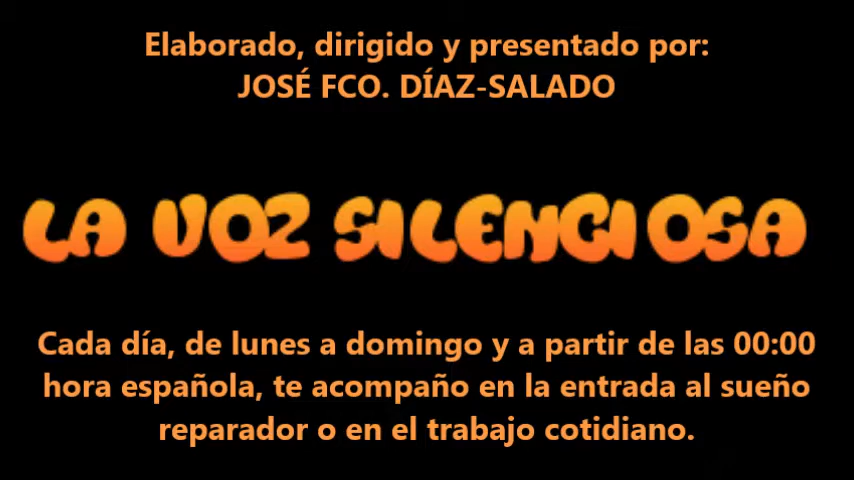 Elaborado, dirigido y presentado por:
JOSÉ FCO. DÍAZ-SALADO
LA VOZ SILENCIOSA
Cada día, de lunes a domingo y a partir de las 00:00
hora española, te acompaño en la entrada al sueño
reparador o en el trabajo cotidiano.